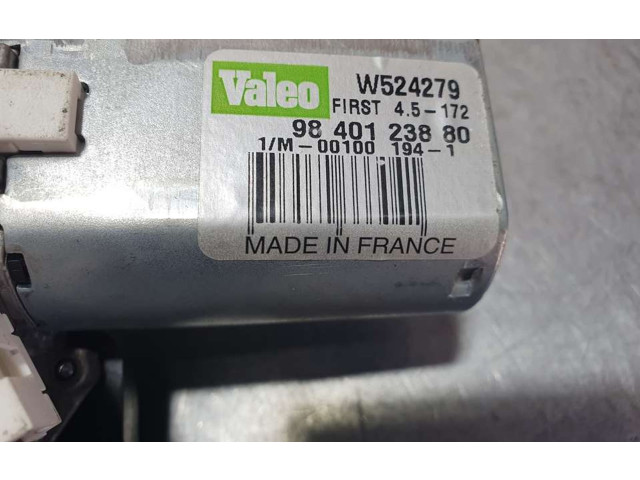 Valeo W524279
FIRST 4.5-172
98 401 238 80
1/M-00100 194-1
MADE IN FRANCE